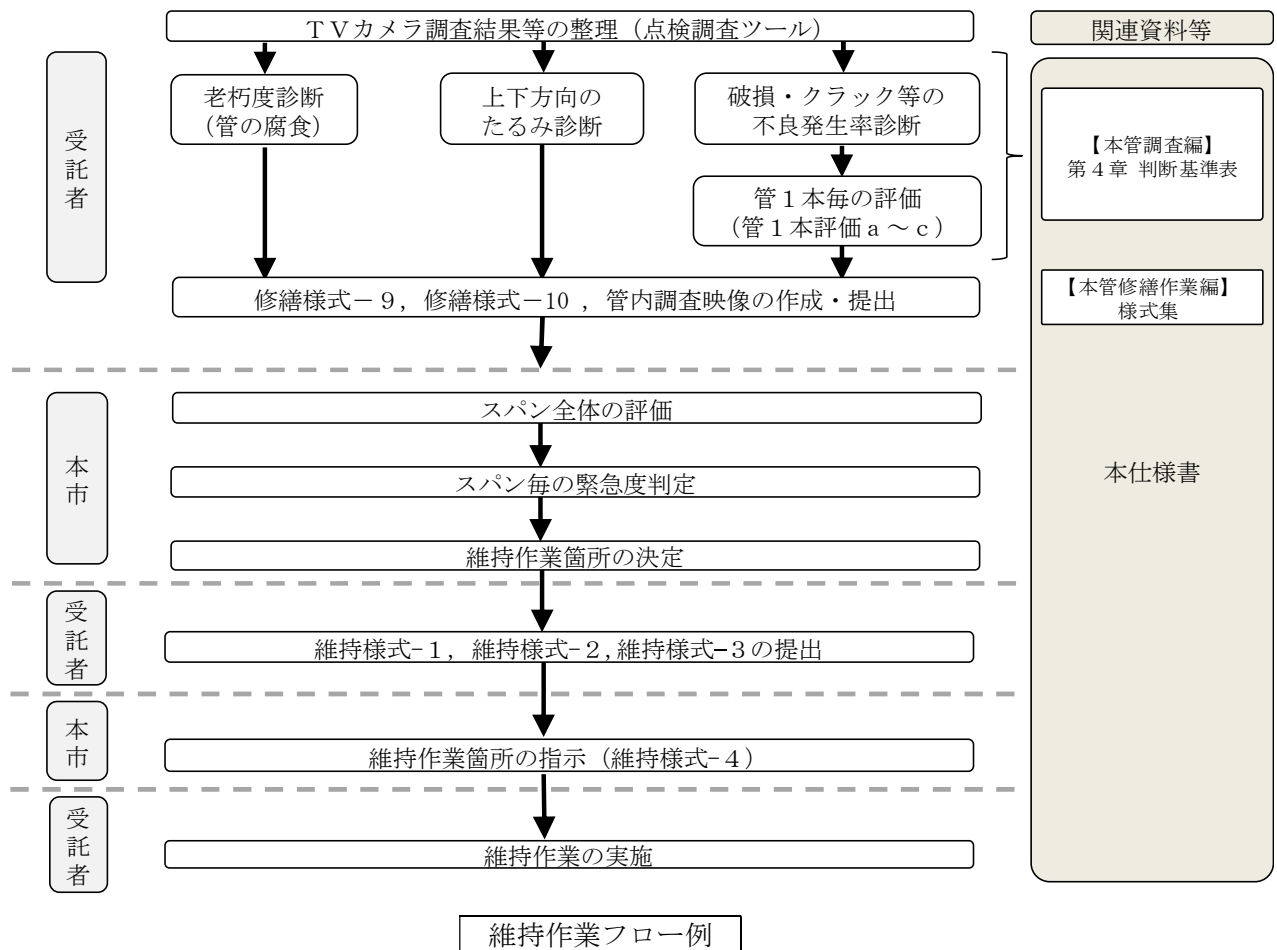 TVカメラ調査結果等の整理(点検調査ツール)
関連資料等
受託者
老朽度診断
(管の腐食)
上下方向の
たるみ診断
破損・クラック等の
不良発生率診断
管1本毎の評価
(管1本評価a~c)
【本管調査編】
第4章 判断基準表
修繕様式-9,修繕様式-10,管内調査映像の作成・提出
【本管修繕作業編】
様式集
本市
スパン全体の評価
スパン毎の緊急度判定
維持作業箇所の決定
本仕様書
受託者
維持様式-1,維持様式-2,維持様式-3の提出
本市
維持作業箇所の指示(維持様式-4)
受託者
維持作業の実施
維持作業フロー例